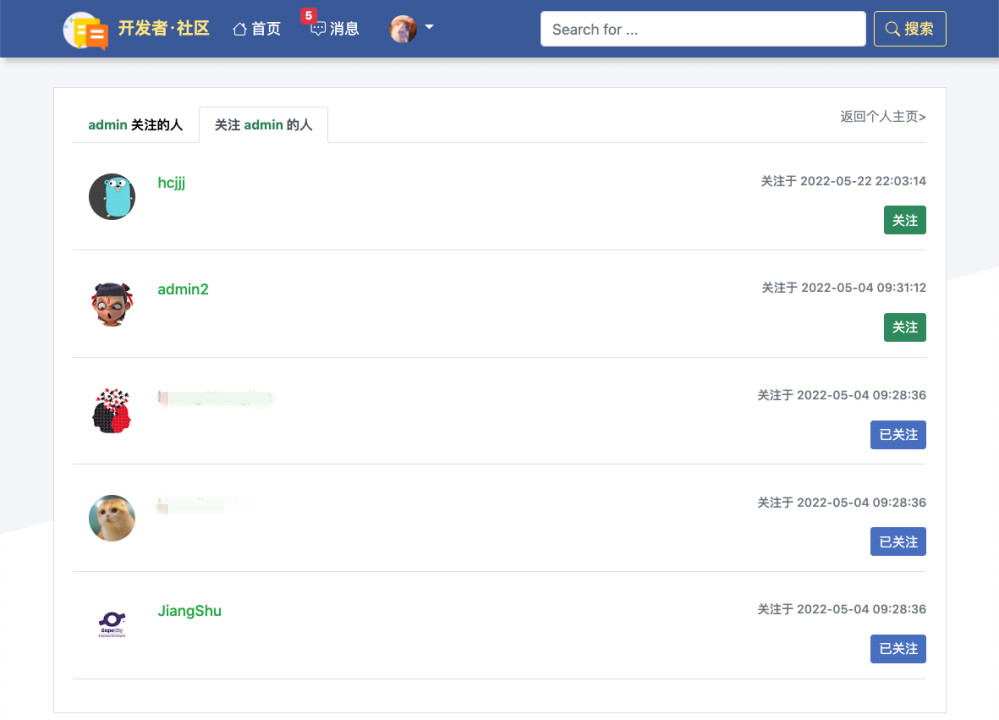 开发者·社区 首页 5 消息 Search for ... 搜索
admin 关注的人 关注 admin 的人 返回个人主页>
hcjjj 关注于 2022-05-22 22:03:14
关注
admin2 关注于 2022-05-04 09:31:12
关注
关注于 2022-05-04 09:28:36
已关注
关注于 2022-05-04 09:28:36
已关注
JiangShu 关注于 2022-05-04 09:28:36
已关注